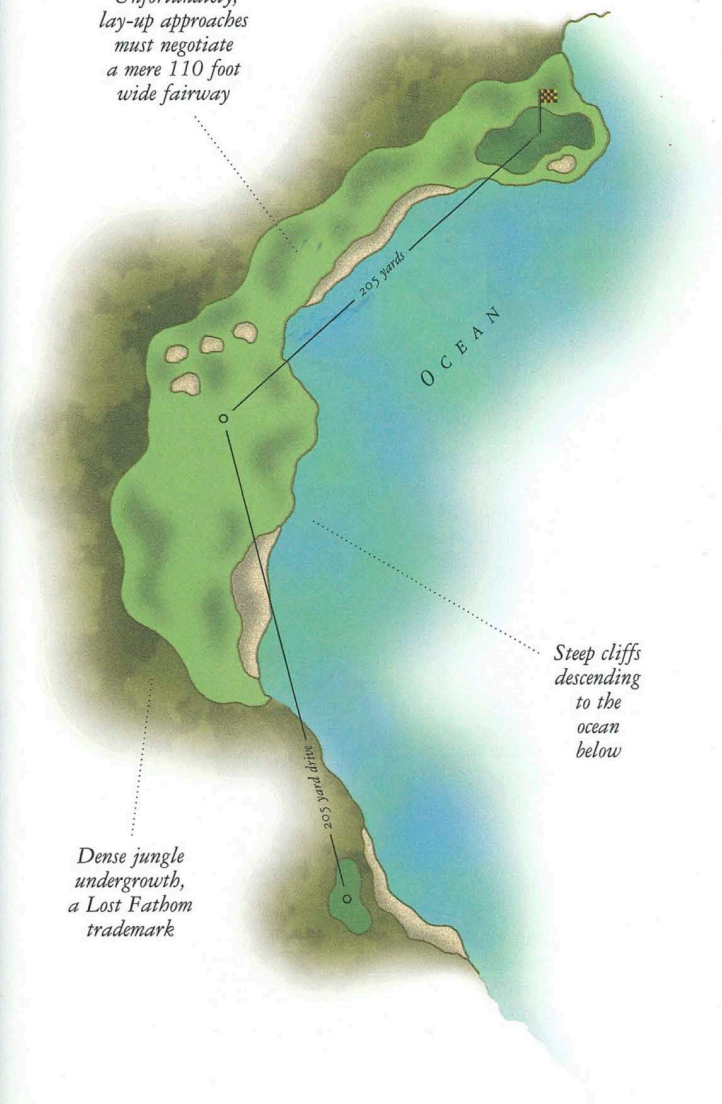 Unfortunately,
lay-up approaches
must negotiate
a mere 110 foot
wide fairway
205 yards
OCEAN
Steep cliffs
descending
to the
ocean
below
205 yard drive
Dense jungle
undergrowth,
a Lost Fathom
trademark